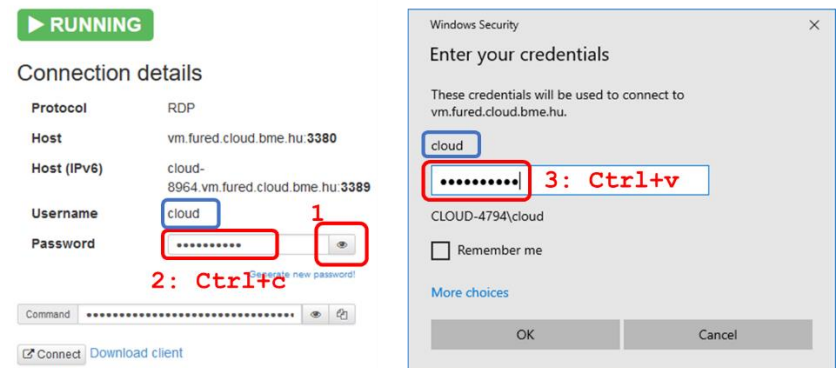 RUNNING
Connection details
Protocol RDP
Host vm.fured.cloud.bme.hu:3380
Host (IPv6) cloud-
8964.vm.fured.cloud.bme.hu:3389
Username cloud
1
Password ••••••••••
Generate new password!
2: Ctrl+c
Command
Connect Download client
Windows Security
Enter your credentials
These credentials will be used to connect to
vm.fured.cloud.bme.hu.
cloud
•••••••••• 3: Ctrl+v
CLOUD-4794\cloud
Remember me
More choices
OK Cancel